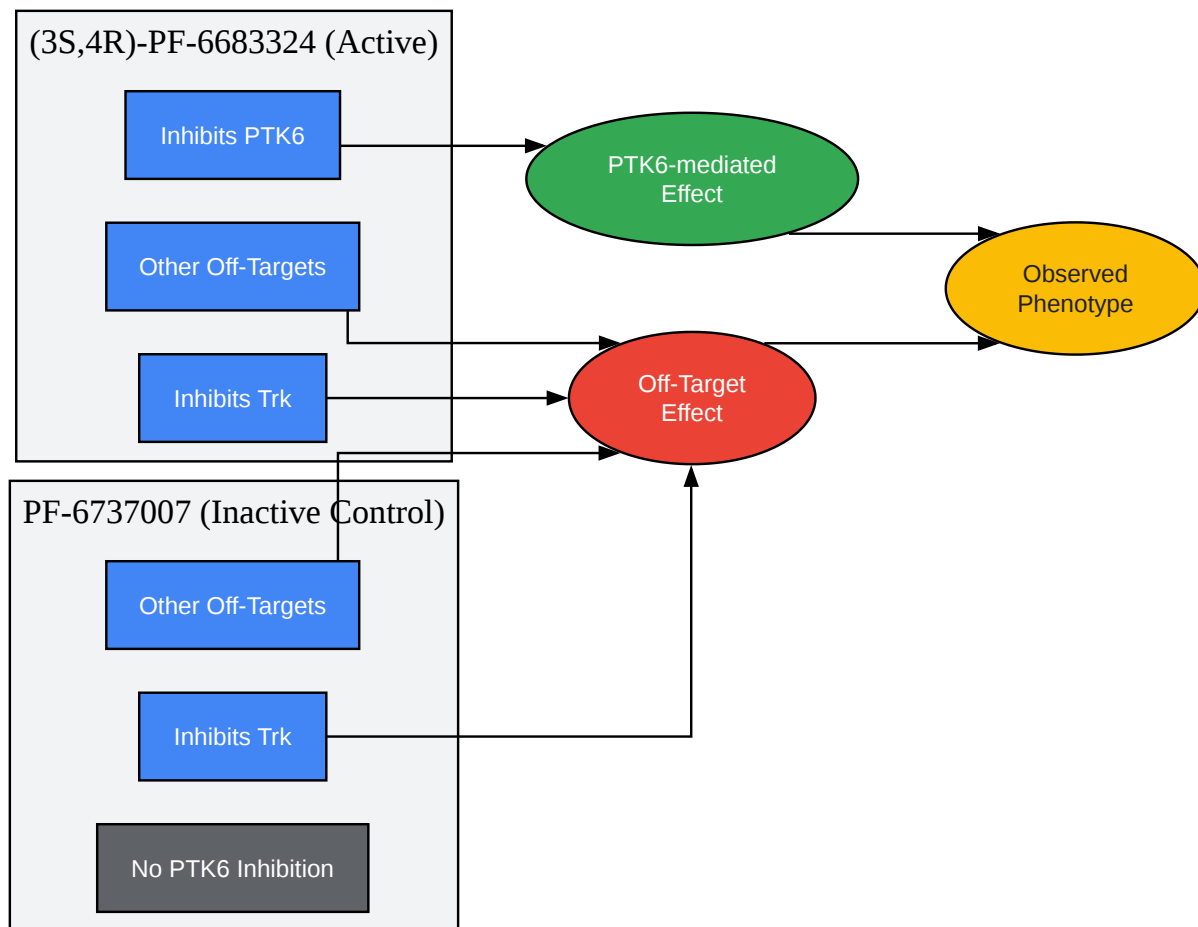 (3S,4R)-PF-6683324 (Active)
Inhibits PTK6
Other Off-Targets
Inhibits Trk
PTK6-mediated
Effect
Off-Target
Effect
Observed
Phenotype
PF-6737007 (Inactive Control)
Other Off-Targets
Inhibits Trk
No PTK6 Inhibition